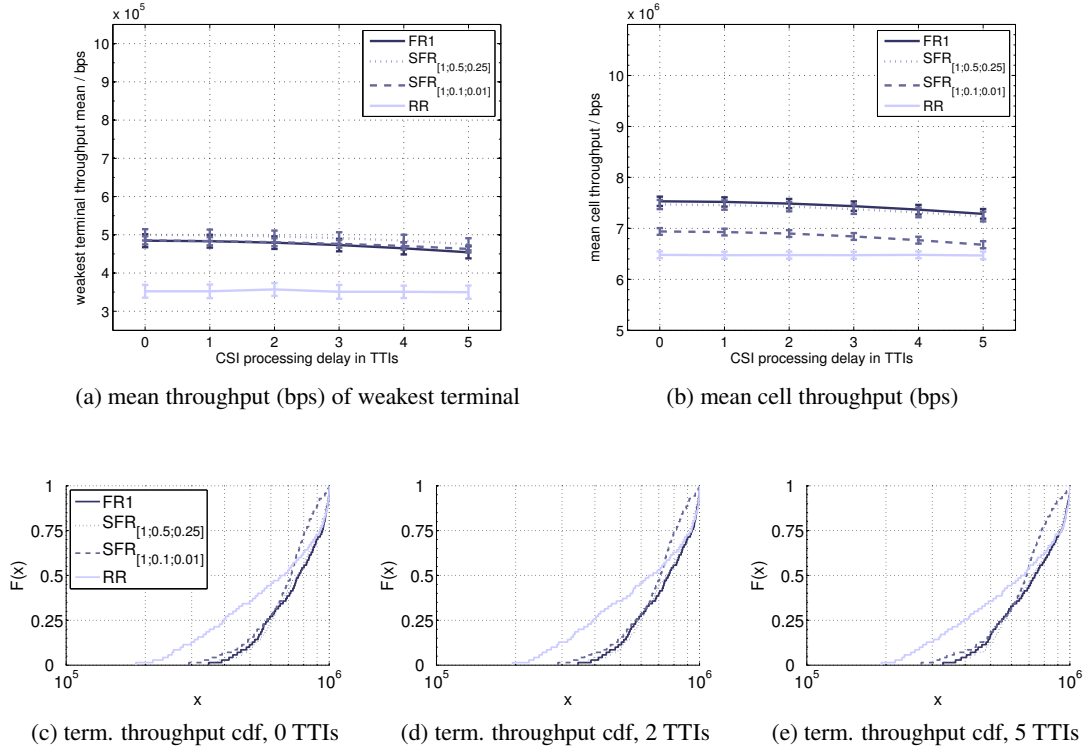 x 10^5
10
9
8
7
6
5
4
3
weakest terminal throughput mean / bps
0 1 2 3 4 5
CSI processing delay in TTIs
FR1
SFR[1;0.5;0.25]
SFR[1;0.1;0.01]
RR
(a) mean throughput (bps) of weakest terminal
x 10^6
10
9
8
7
6
5
mean cell throughput / bps
0 1 2 3 4 5
CSI processing delay in TTIs
FR1
SFR[1;0.5;0.25]
SFR[1;0.1;0.01]
RR
(b) mean cell throughput (bps)
1
0.75
0.5
0.25
0
F(x)
10^5 10^6
x
FR1
SFR[1;0.5;0.25]
SFR[1;0.1;0.01]
RR
(c) term. throughput cdf, 0 TTIs
1
0.75
0.5
0.25
0
F(x)
10^5 10^6
x
(d) term. throughput cdf, 2 TTIs
1
0.75
0.5
0.25
0
F(x)
10^5 10^6
x
(e) term. throughput cdf, 5 TTIs